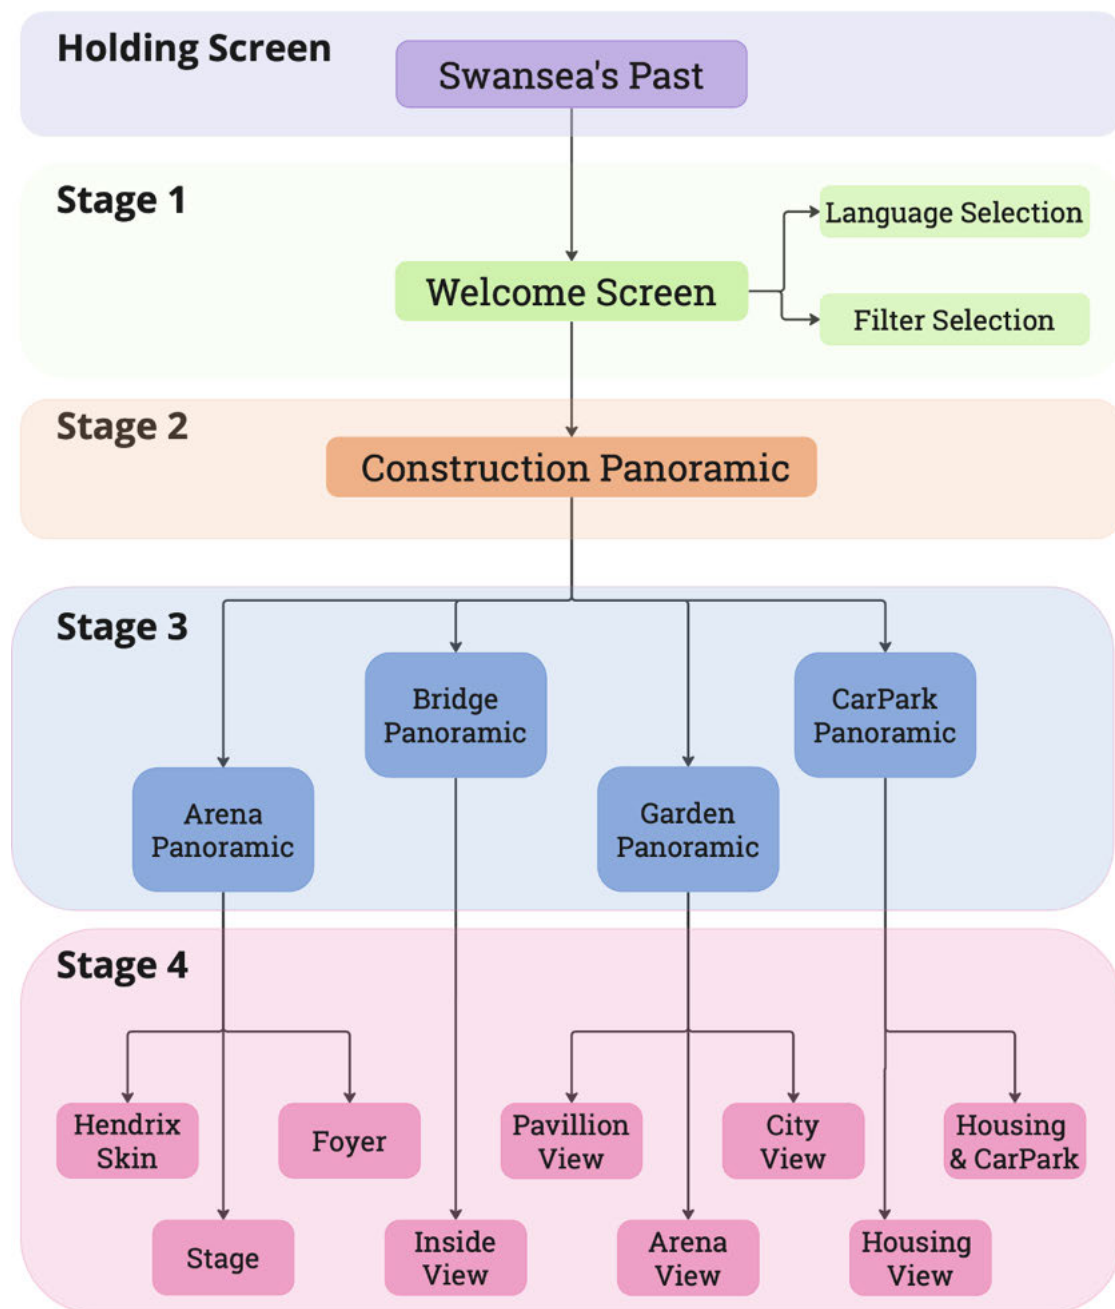 Holding Screen
Swansea's Past
Stage 1
Language Selection
Welcome Screen
Filter Selection
Stage 2
Construction Panoramic
Stage 3
Bridge
Panoramic
CarPark
Panoramic
Arena
Panoramic
Garden
Panoramic
Stage 4
Hendrix
Skin
Foyer
Pavillion
View
City
View
Housing
& CarPark
Stage
Inside
View
Arena
View
Housing
View